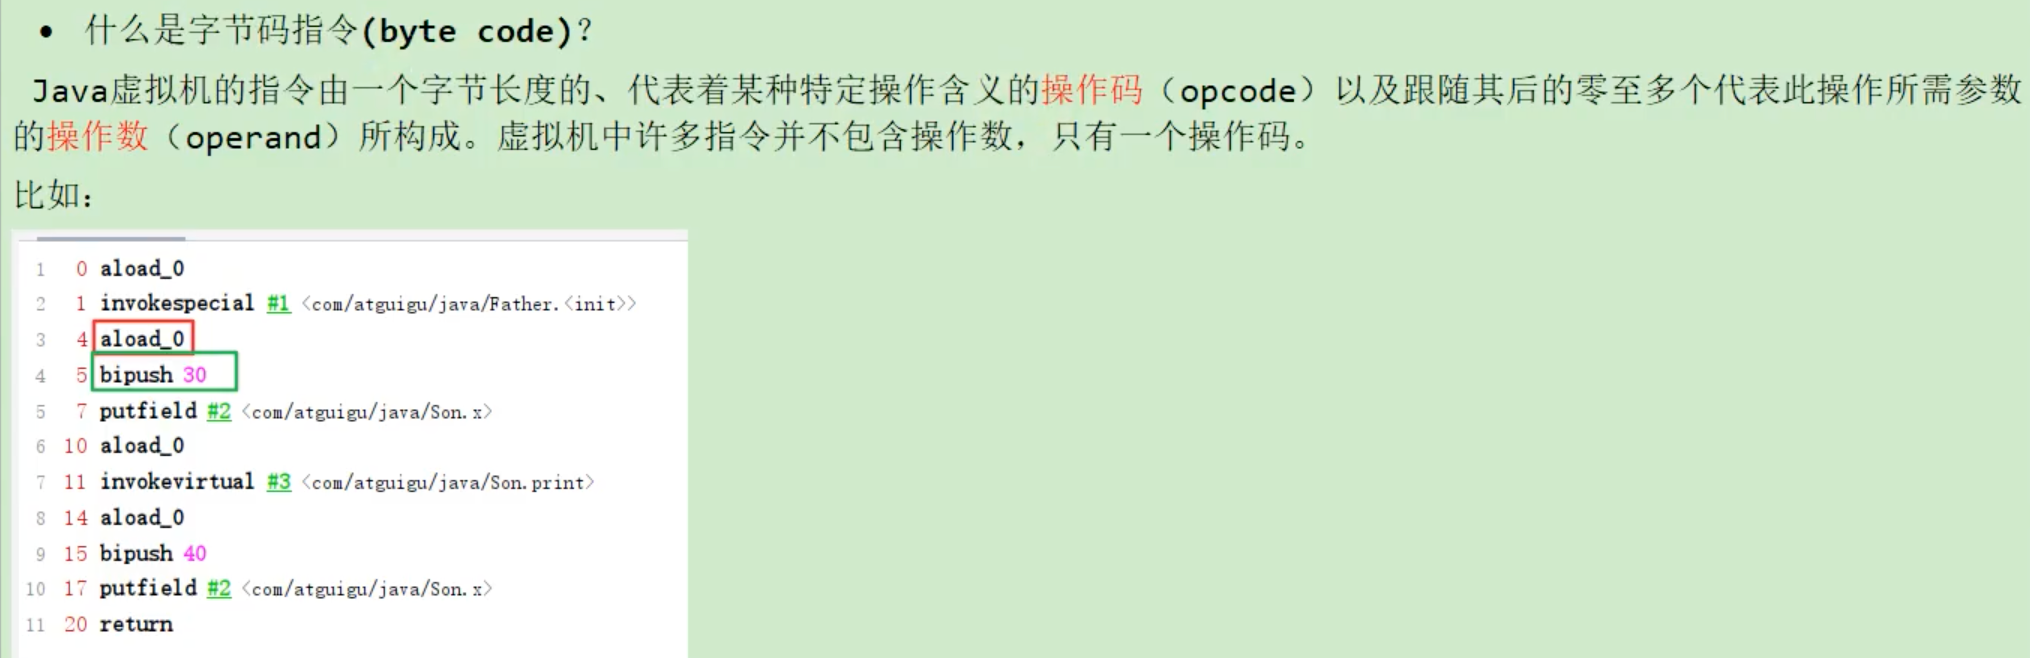 • 什么是字节码指令(byte code)?
Java虚拟机的指令由一个字节长度的、代表着某种特定操作含义的操作码（opcode）以及跟随其后的零至多个代表此操作所需参数
的操作数（operand）所构成。虚拟机中许多指令并不包含操作数，只有一个操作码。
比如：
1 0 aload_0
2 1 invokespecial #1 <com/atguigu/java/Father.<init>>
3 4 aload_0
4 5 bipush 30
5 7 putfield #2 <com/atguigu/java/Son.x>
6 10 aload_0
7 11 invokevirtual #3 <com/atguigu/java/Son.print>
8 14 aload_0
9 15 bipush 40
10 17 putfield #2 <com/atguigu/java/Son.x>
11 20 return